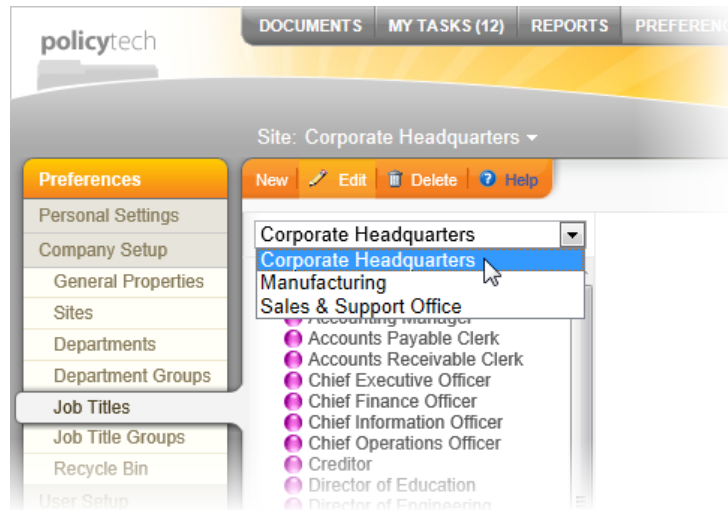 policytech
DOCUMENTS MY TASKS (12) REPORTS PREFEREN
Site: Corporate Headquarters
Preferences
New Edit Delete Help
Personal Settings
Company Setup
General Properties
Sites
Departments
Department Groups
Job Titles
Job Title Groups
Recycle Bin
User Setup
Corporate Headquarters
Corporate Headquarters
Manufacturing
Sales & Support Office
Accounting Manager
Accounts Payable Clerk
Accounts Receivable Clerk
Chief Executive Officer
Chief Finance Officer
Chief Information Officer
Chief Operations Officer
Creditor
Director of Education
Director of Engineering